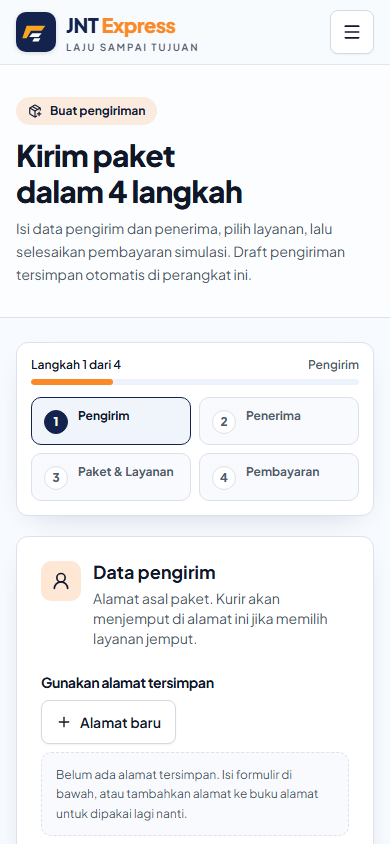 JNT Express
LAJU SAMPAI TUJUAN
Buat pengiriman
Kirim paket
dalam 4 langkah
Isi data pengirim dan penerima, pilih layanan, lalu
selesaikan pembayaran simulasi. Draft pengiriman
tersimpan otomatis di perangkat ini.
Langkah 1 dari 4 Pengirim
1 Pengirim
2 Penerima
3 Paket & Layanan
4 Pembayaran
Data pengirim
Alamat asal paket. Kurir akan
menjemput di alamat ini jika memilih
layanan jemput.
Gunakan alamat tersimpan
+ Alamat baru
Belum ada alamat tersimpan. Isi formulir di
bawah, atau tambahkan alamat ke buku alamat
untuk dipakai lagi nanti.